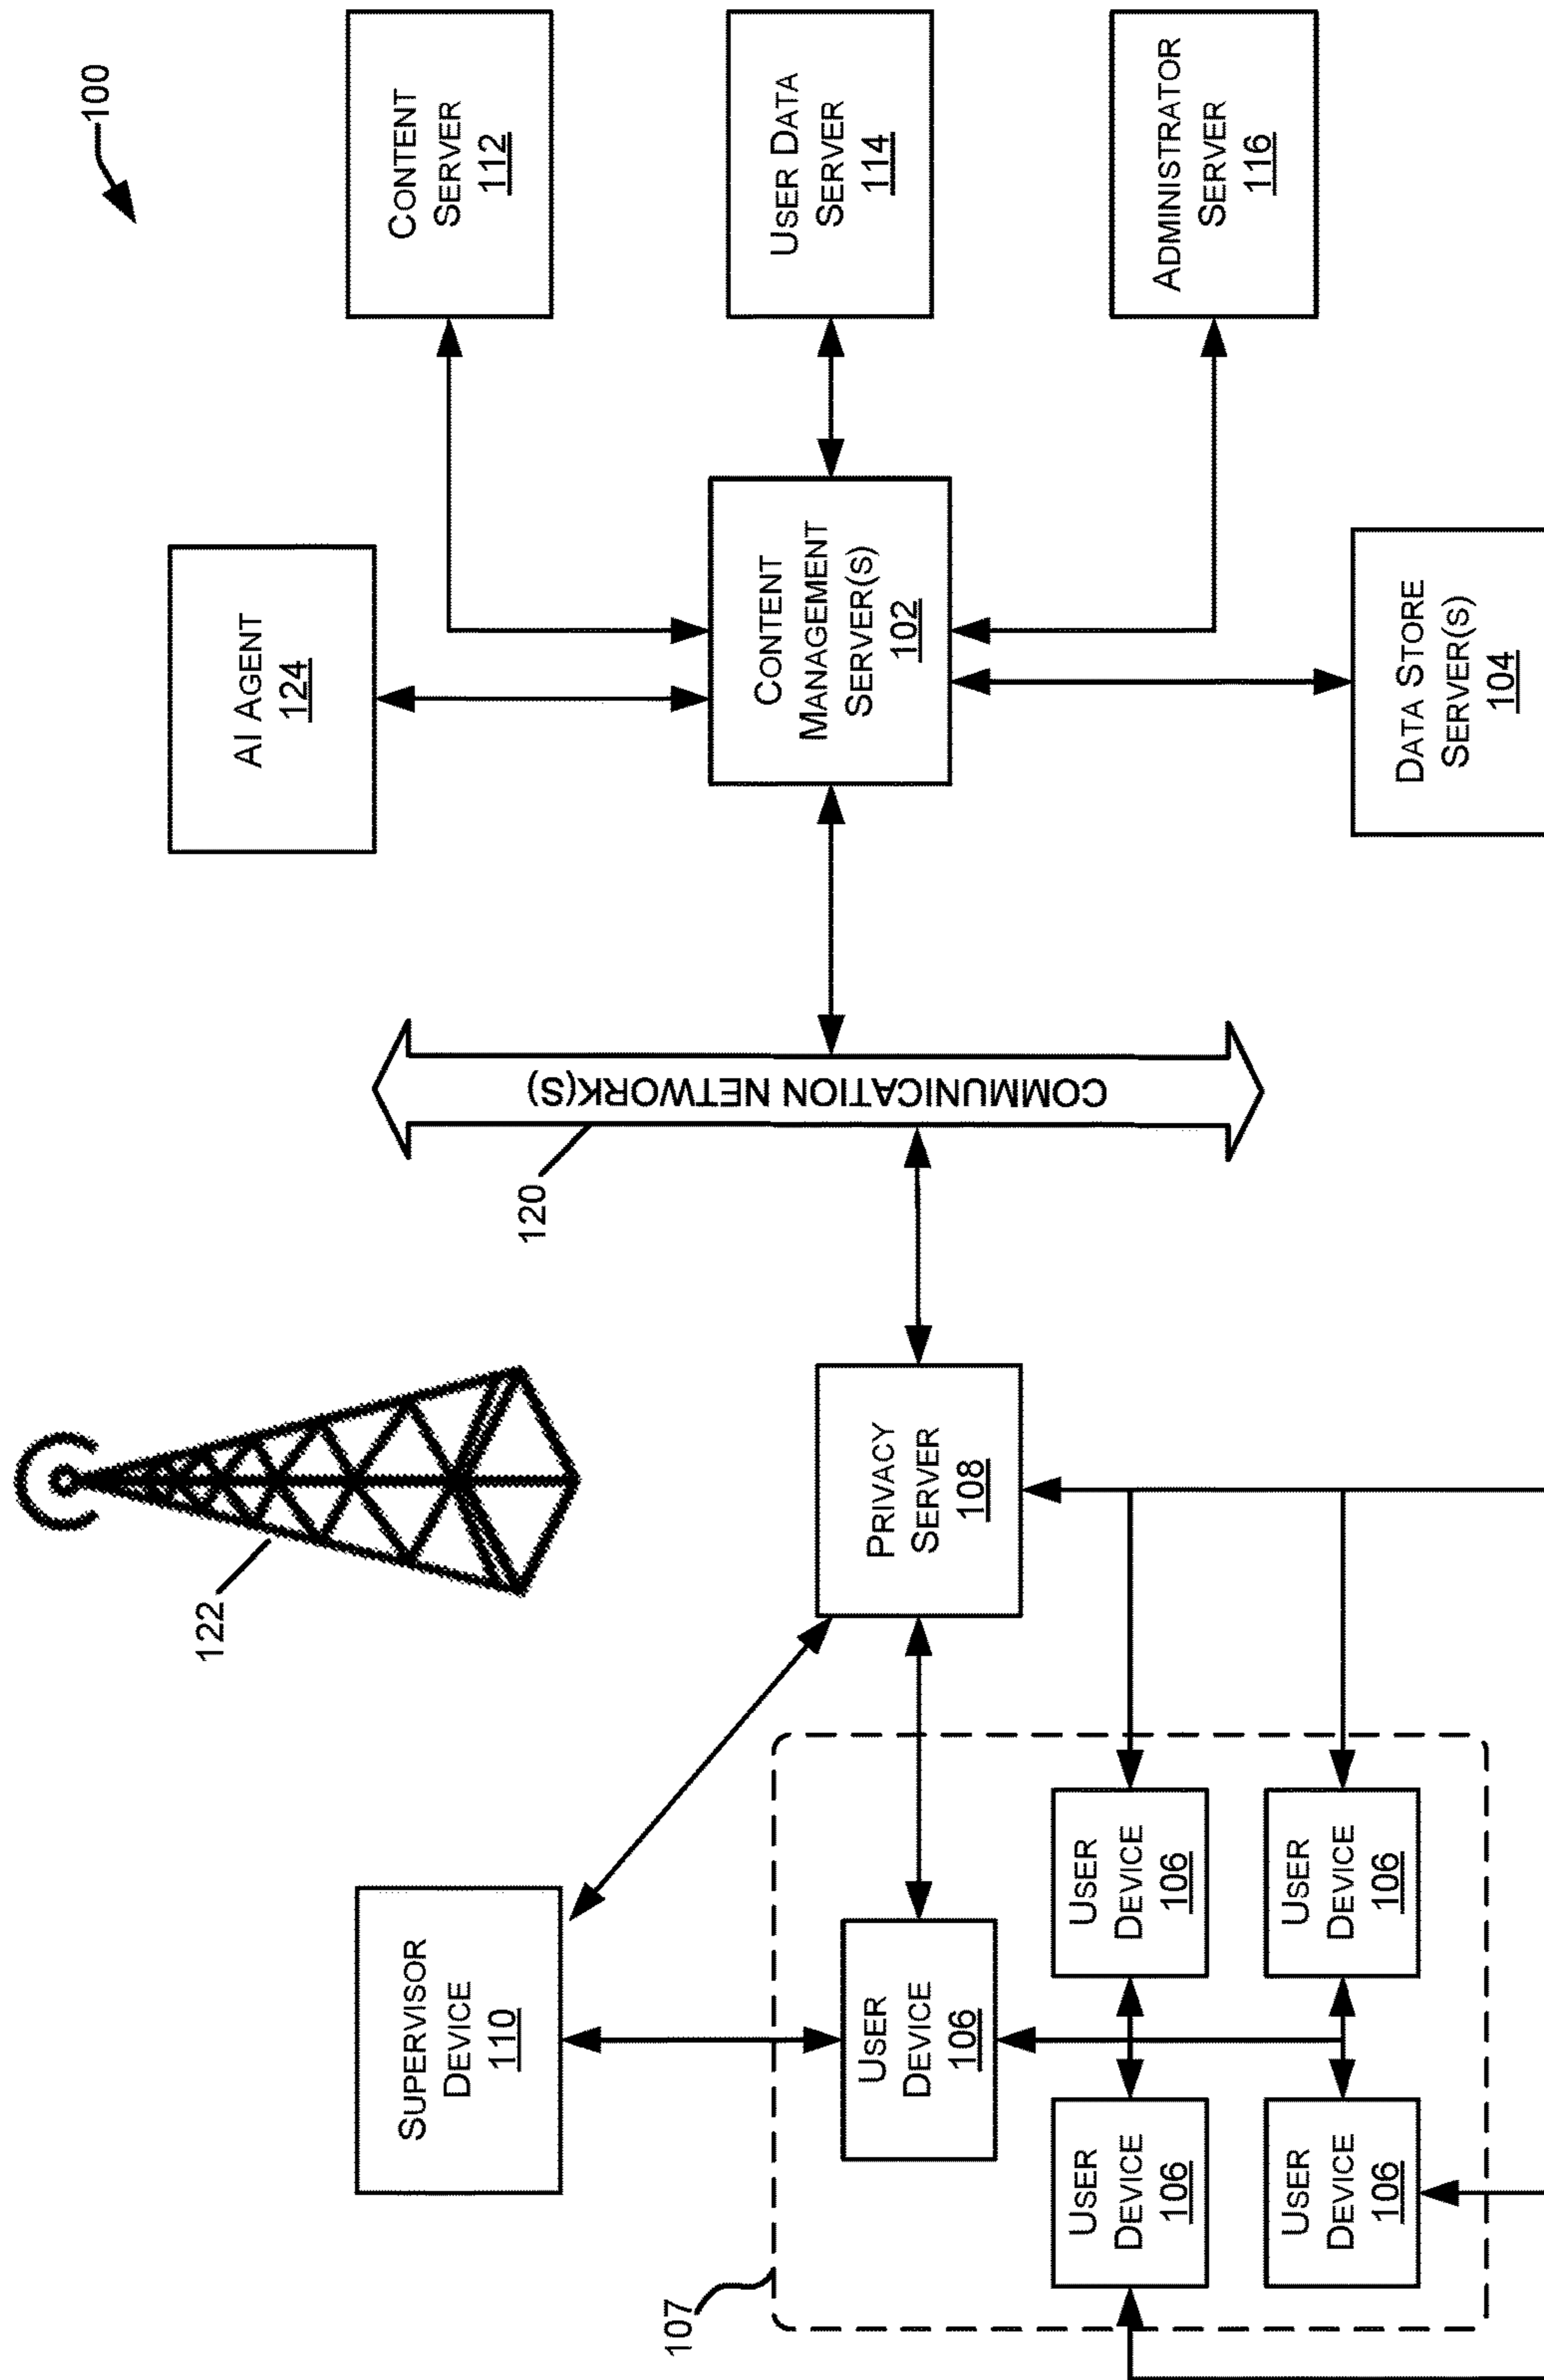 100
122
120
107
SUPERVISOR
DEVICE
110
AI AGENT
124
CONTENT
SERVER
112
PRIVACY
SERVER
108
COMMUNICATION NETWORK(S)
CONTENT
MANAGEMENT
SERVER(S)
102
USER DATA
SERVER
114
USER
DEVICE
106
USER
DEVICE
106
USER
DEVICE
106
USER
DEVICE
106
USER
DEVICE
106
DATA STORE
SERVER(S)
104
ADMINISTRATOR
SERVER
116